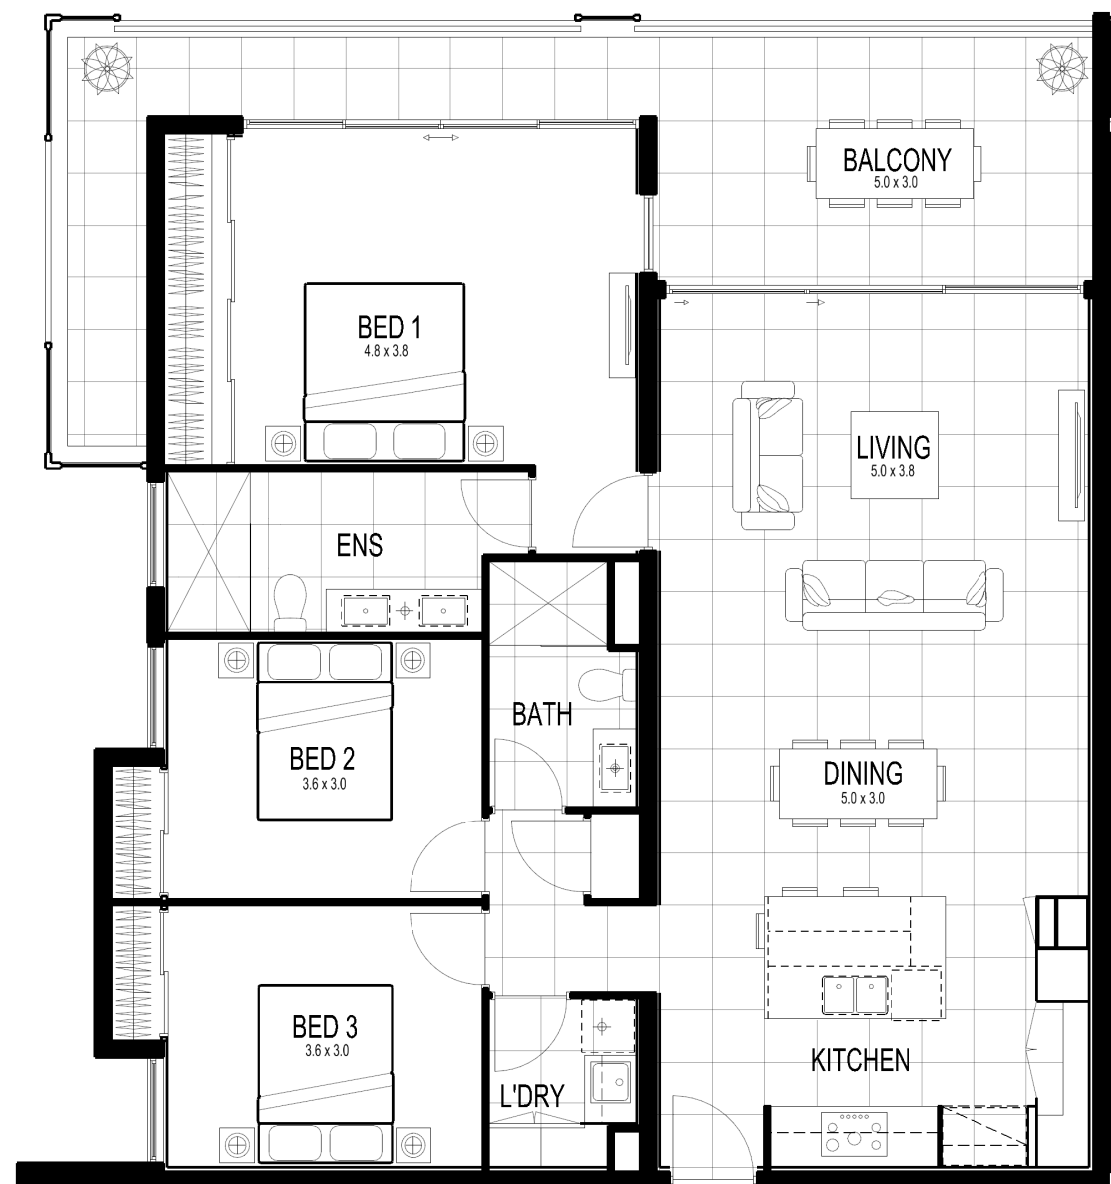 BALCONY
5.0 x 3.0
BED 1
4.8 x 3.8
LIVING
5.0 x 3.8
ENS
BATH
BED 2
3.6 x 3.0
DINING
5.0 x 3.0
BED 3
3.6 x 3.0
KITCHEN
L'DRY